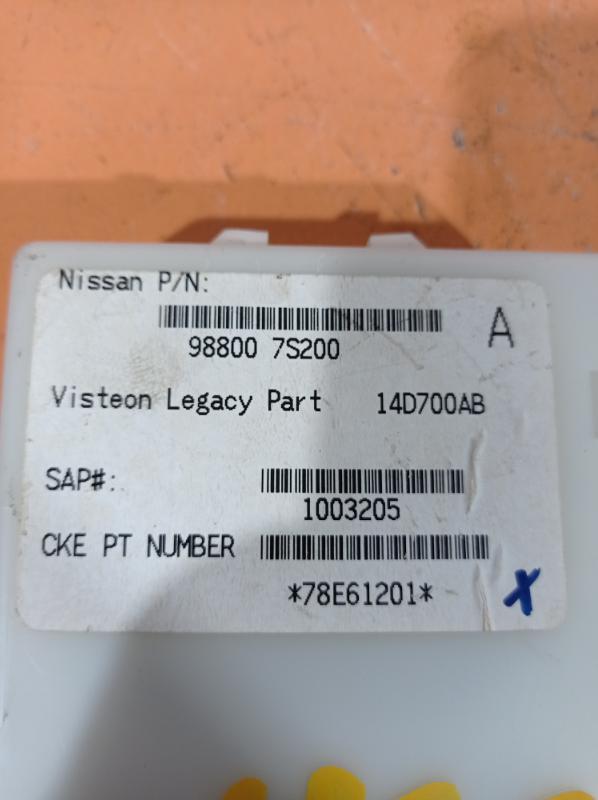 Nissan P/N:
A
98800 7S200
Visteon Legacy Part 14D700AB
SAP#:
1003205
CKE PT NUMBER
*78E61201*
X